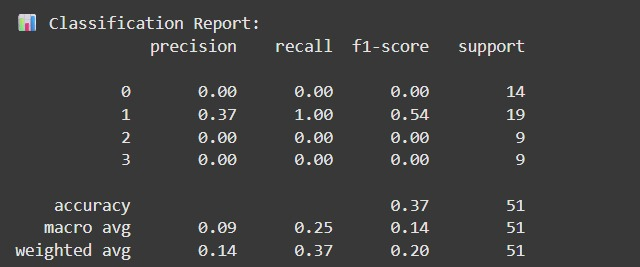 📊 Classification Report:
precision recall f1-score support
0 0.00 0.00 0.00 14
1 0.37 1.00 0.54 19
2 0.00 0.00 0.00 9
3 0.00 0.00 0.00 9
accuracy 0.37 51
macro avg 0.09 0.25 0.14 51
weighted avg 0.14 0.37 0.20 51